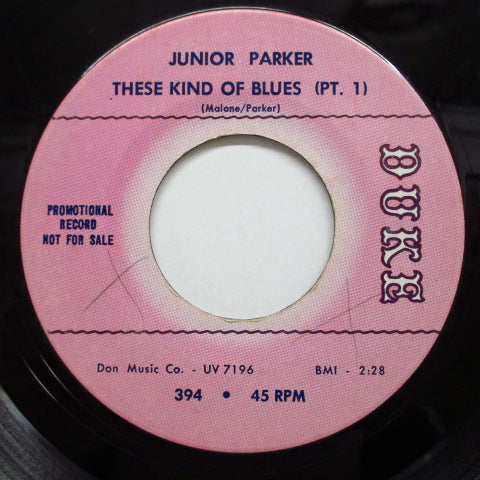 JUNIOR PARKER
THESE KIND OF BLUES (PT. 1)
(Malone/Parker)
DUKE
PROMOTIONAL
RECORD
NOT FOR SALE
Don Music Co. - UV 7196
BMI - 2:28
394 • 45 RPM